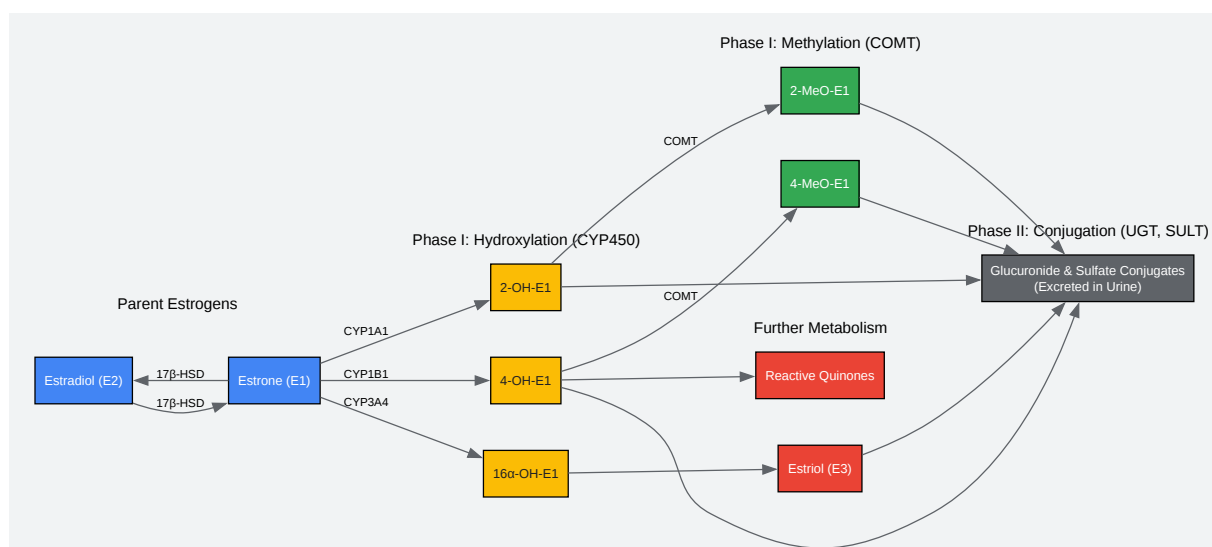 Phase I: Methylation (COMT)
2-MeO-E1
COMT
4-MeO-E1
Phase I: Hydroxylation (CYP450)
Phase II: Conjugation (UGT, SULT)
2-OH-E1
Glucuronide & Sulfate Conjugates
(Excreted in Urine)
COMT
Parent Estrogens
CYP1A1
Further Metabolism
Estradiol (E2)
17β-HSD
17β-HSD
Estrone (E1)
CYP1B1
4-OH-E1
Reactive Quinones
CYP3A4
16α-OH-E1
Estriol (E3)